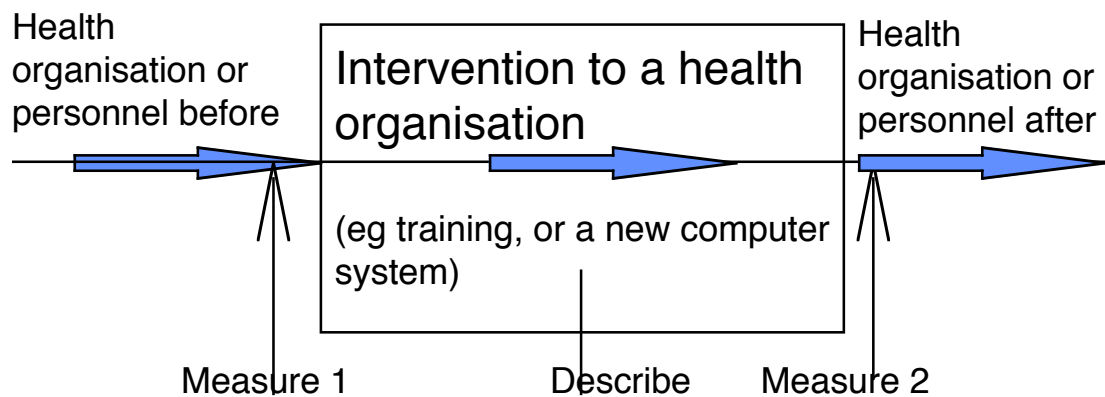 Health
organisation or
personnel before
Intervention to a health
organisation
(eg training, or a new computer
system)
Health
organisation or
personnel after
Measure 1
Describe
Measure 2